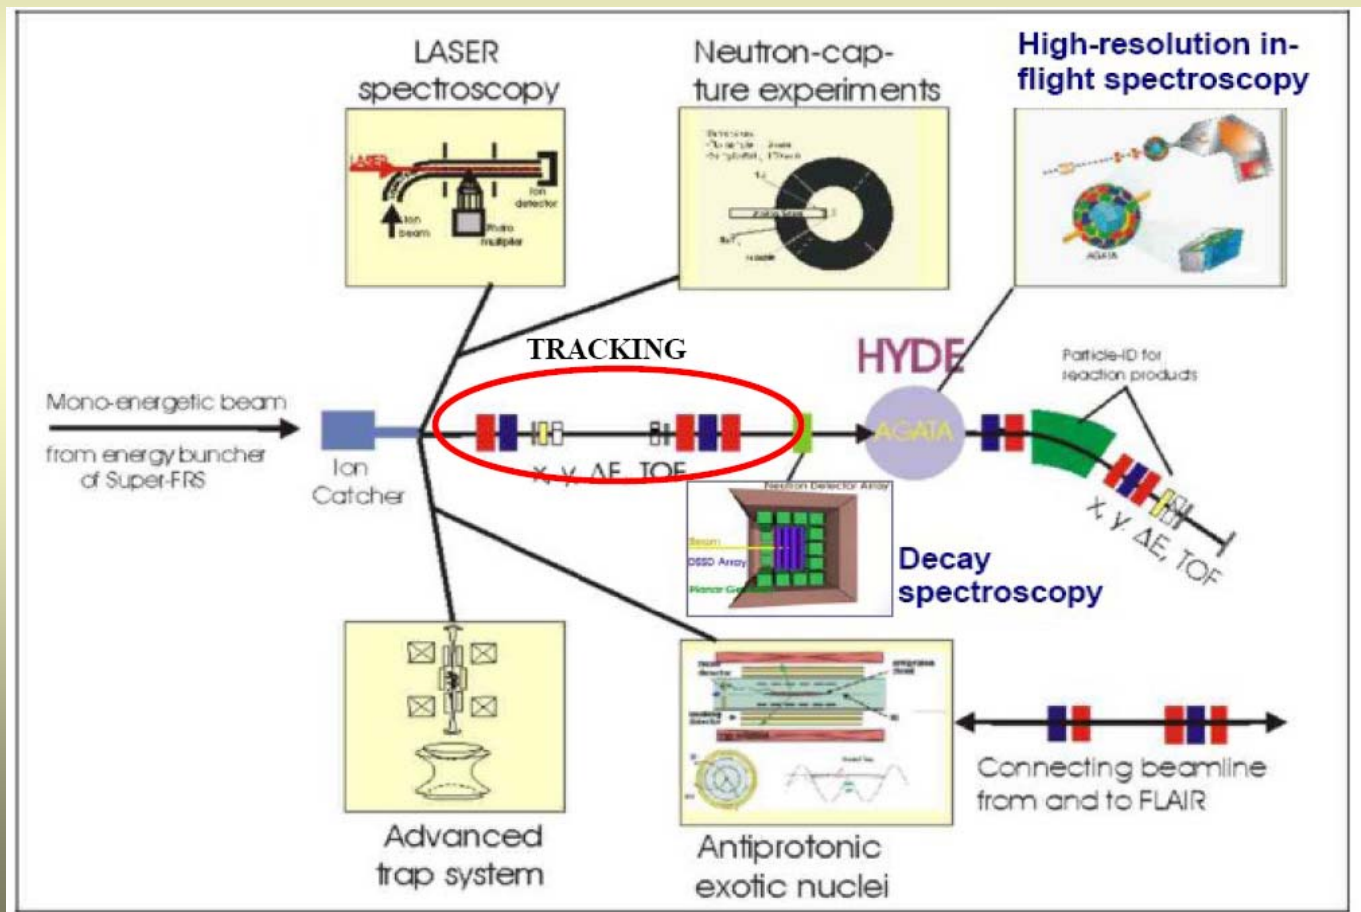 LASER
spectroscopy
Neutron-cap-
ture experiments
High-resolution in-
flight spectroscopy
LASER
Ion
detector
Ion
beam
Photo
multiplier
AGATA
TRACKING
HYDE
Particle-ID for
reaction products
Mono-energetic beam
from energy buncher
of Super-FRS
Ion
Catcher
AGATA
x, y, ΔE, TOF
x, y, ΔE, TOF
Neutron Detector Array
Beam
DSSD Array
Planar
Decay
spectroscopy
Advanced
trap system
Antiprotonic
exotic nuclei
Connecting beamline
from and to FLAIR